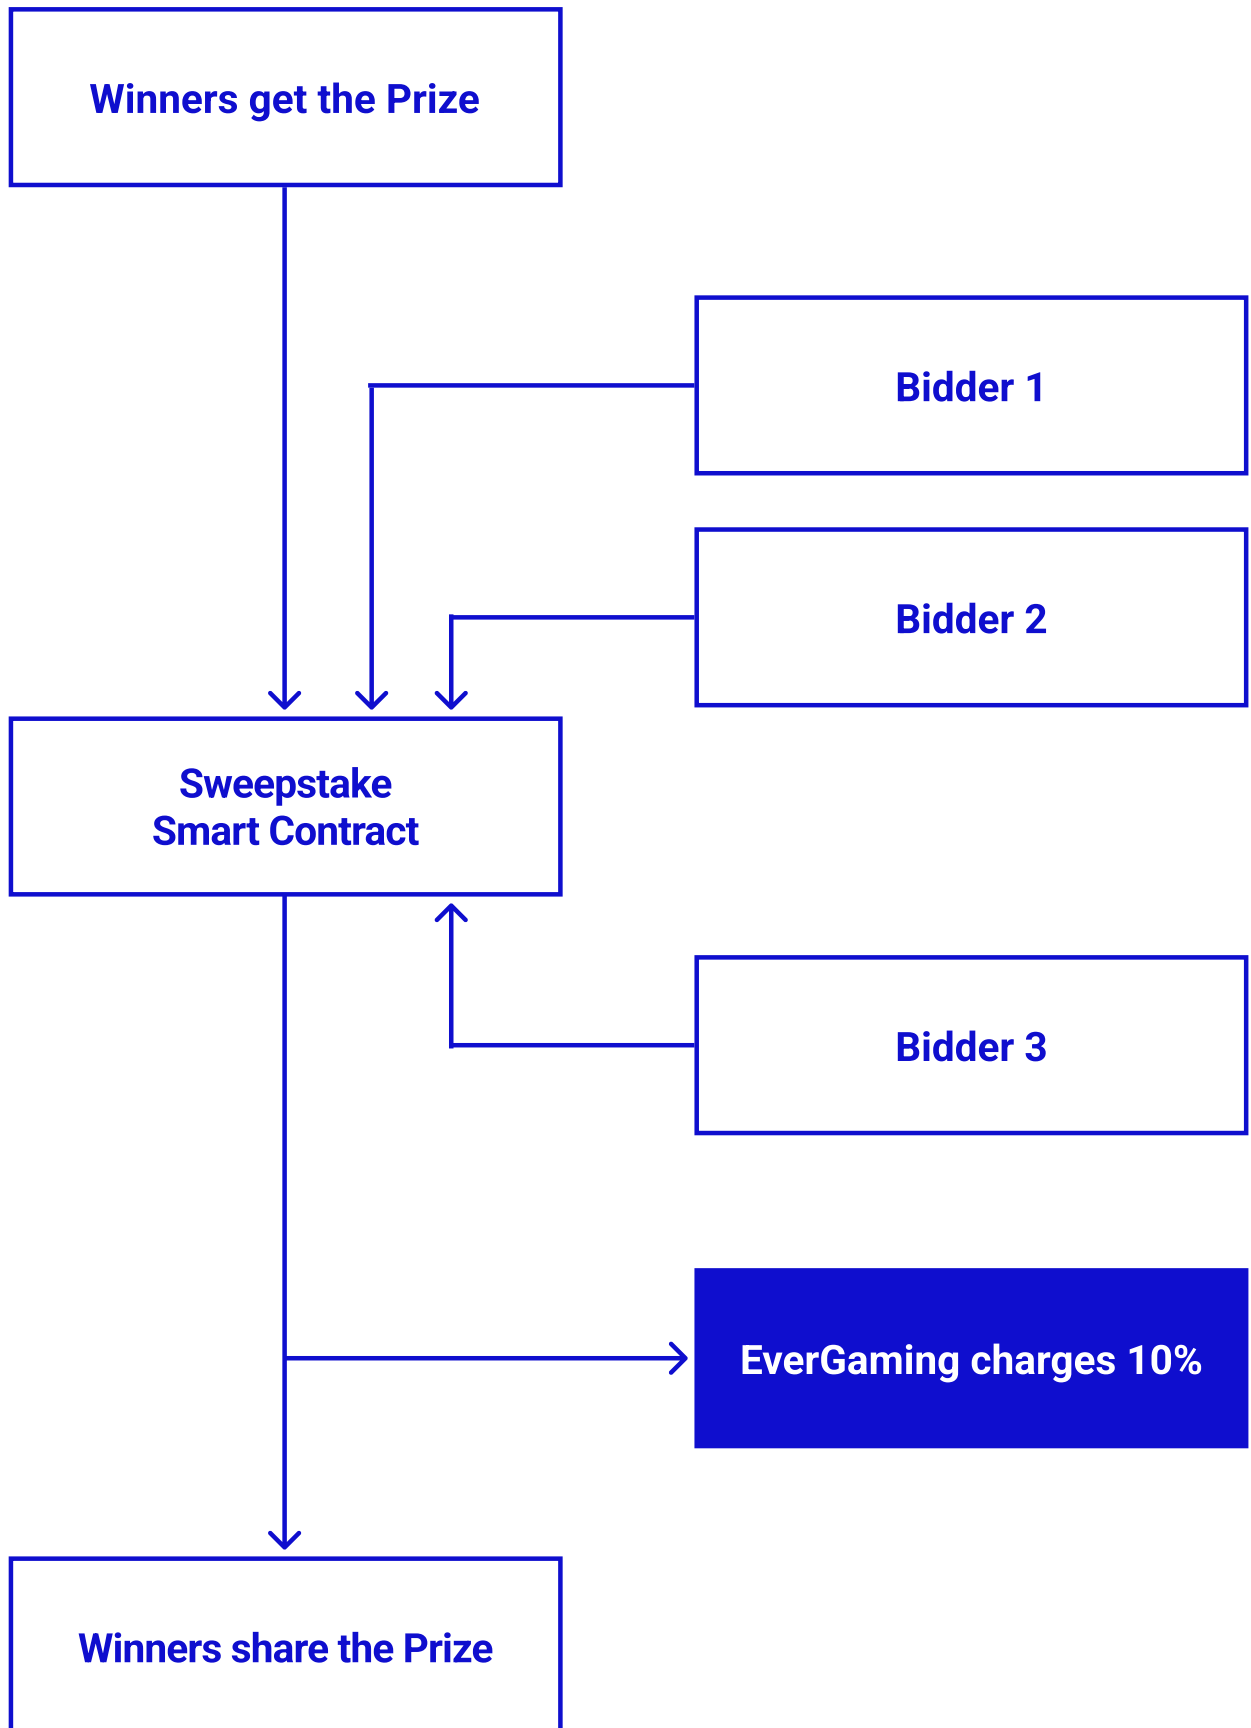 Winners get the Prize
Bidder 1
Bidder 2
Sweepstake
Smart Contract
Bidder 3
EverGaming charges 10%
Winners share the Prize